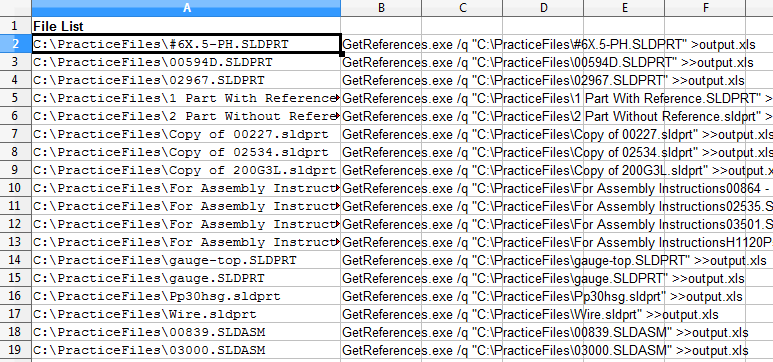 A B C D E F
1 File List
2 C:\PracticeFiles\#6X.5-PH.SLDPRT GetReferences.exe /q "C:\PracticeFiles\#6X.5-PH.SLDPRT" >output.xls
3 C:\PracticeFiles\00594D.SLDPRT GetReferences.exe /q "C:\PracticeFiles\00594D.SLDPRT" >>output.xls
4 C:\PracticeFiles\02967.SLDPRT GetReferences.exe /q "C:\PracticeFiles\02967.SLDPRT" >>output.xls
5 C:\PracticeFiles\1 Part With Reference GetReferences.exe /q "C:\PracticeFiles\1 Part With Reference.SLDPRT" >
6 C:\PracticeFiles\2 Part Without Refere GetReferences.exe /q "C:\PracticeFiles\2 Part Without Reference.sldprt" >
7 C:\PracticeFiles\Copy of 00227.sldprt GetReferences.exe /q "C:\PracticeFiles\Copy of 00227.sldprt" >>output.xls
8 C:\PracticeFiles\Copy of 02534.sldprt GetReferences.exe /q "C:\PracticeFiles\Copy of 02534.sldprt" >>output.xls
9 C:\PracticeFiles\Copy of 200G3L.sldprt GetReferences.exe /q "C:\PracticeFiles\Copy of 200G3L.sldprt" >>output.xls
10 C:\PracticeFiles\For Assembly Instruct GetReferences.exe /q "C:\PracticeFiles\For Assembly Instructions00864 -
11 C:\PracticeFiles\For Assembly Instruct GetReferences.exe /q "C:\PracticeFiles\For Assembly Instructions02535.S
12 C:\PracticeFiles\For Assembly Instruct GetReferences.exe /q "C:\PracticeFiles\For Assembly Instructions03501.S
13 C:\PracticeFiles\For Assembly Instruct GetReferences.exe /q "C:\PracticeFiles\For Assembly InstructionsH1120P
14 C:\PracticeFiles\gauge-top.SLDPRT GetReferences.exe /q "C:\PracticeFiles\gauge-top.SLDPRT" >>output.xls
15 C:\PracticeFiles\gauge.SLDPRT GetReferences.exe /q "C:\PracticeFiles\gauge.SLDPRT" >>output.xls
16 C:\PracticeFiles\Pp30hsg.sldprt GetReferences.exe /q "C:\PracticeFiles\Pp30hsg.sldprt" >>output.xls
17 C:\PracticeFiles\Wire.sldprt GetReferences.exe /q "C:\PracticeFiles\Wire.sldprt" >>output.xls
18 C:\PracticeFiles\00839.SLDASM GetReferences.exe /q "C:\PracticeFiles\00839.SLDASM" >>output.xls
19 C:\PracticeFiles\03000.SLDASM GetReferences.exe /q "C:\PracticeFiles\03000.SLDASM" >>output.xls